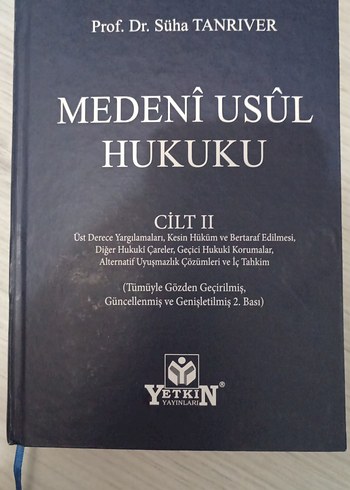 Prof. Dr. Süha TANRIVER
MEDENÎ USÛL
HUKUKU
CİLT II
Üst Derece Yargılamaları, Kesin Hüküm ve Bertaraf Edilmesi,
Diğer Hukukî Çareler, Geçici Hukukî Korumalar,
Alternatif Uyuşmazlık Çözümleri ve İç Tahkim
(Tümüyle Gözden Geçirilmiş,
Güncellenmiş ve Genişletilmiş 2. Bası)
YETKİN®
YAYINLARI